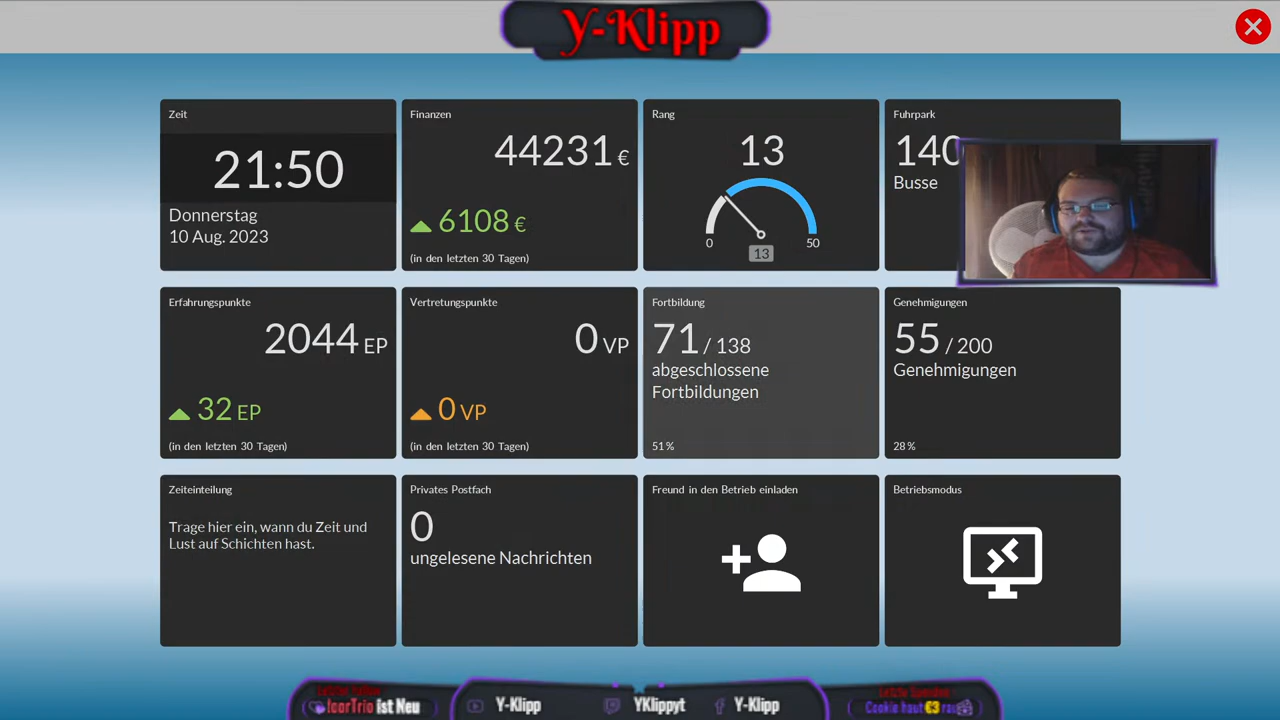 Y-Klipp
Zeit
21:50
Donnerstag
10 Aug. 2023
Finanzen
44231 €
6108 €
(in den letzten 30 Tagen)
Rang
13
0
50
13
Fuhrpark
140
Busse
Erfahrungspunkte
2044 EP
32 EP
(in den letzten 30 Tagen)
Vertretungspunkte
0 VP
0 VP
(in den letzten 30 Tagen)
Fortbildung
71 / 138
abgeschlossene
Fortbildungen
51 %
Genehmigungen
55 / 200
Genehmigungen
28 %
Zeiteinteilung
Trage hier ein, wann du Zeit und
Lust auf Schichten hast.
Privates Postfach
0
ungelesene Nachrichten
Freund in den Betrieb einladen
Betriebsmodus
IcarTrio ist Neu
Y-Klipp
YKlippyt
Y-Klipp
Cookie haut €3